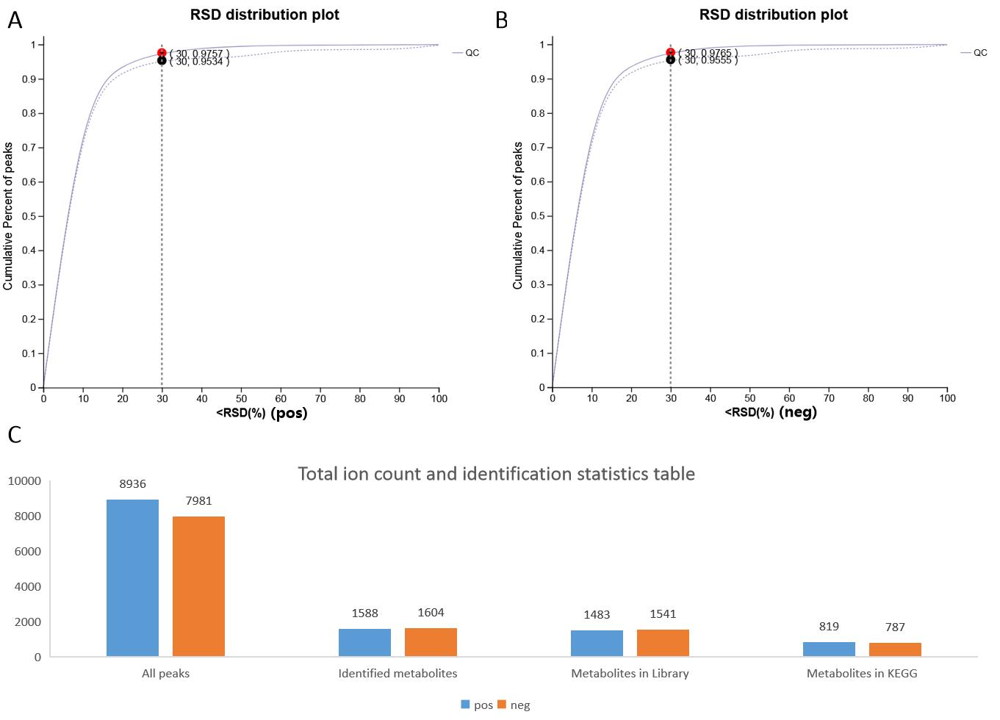 A
RSD distribution plot
Cumulative Percent of peaks
1
0.9
0.8
0.7
0.6
0.5
0.4
0.3
0.2
0.1
0
( 30, 0.9757 )
( 30, 0.9534 )
QC
0 10 20 30 40 50 60 70 80 90 100
<RSD(%) (pos)
B
RSD distribution plot
Cumulative Percent of peaks
1
0.9
0.8
0.7
0.6
0.5
0.4
0.3
0.2
0.1
0
( 30, 0.9765 )
( 30, 0.9555 )
QC
0 10 20 30 40 50 60 70 80 90 100
<RSD(%) (neg)
C
Total ion count and identification statistics table
10000
8000
6000
4000
2000
0
8936 7981
1588 1604
1483 1541
819 787
All peaks Identified metabolites Metabolites in Library Metabolites in KEGG
pos neg